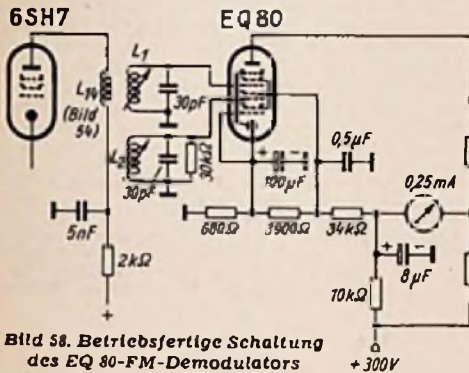 6SH7
EQ80
L14
(Bild
54)
L1
30pF
L2
30pF
30kΩ
100µF
0,5µF
0,25mA
680Ω
3900Ω
34kΩ
5nF
2kΩ
8µF
10kΩ
+
+300V
Bild 58. Betriebsfertige Schaltung
des EQ 80-FM-Demodulators